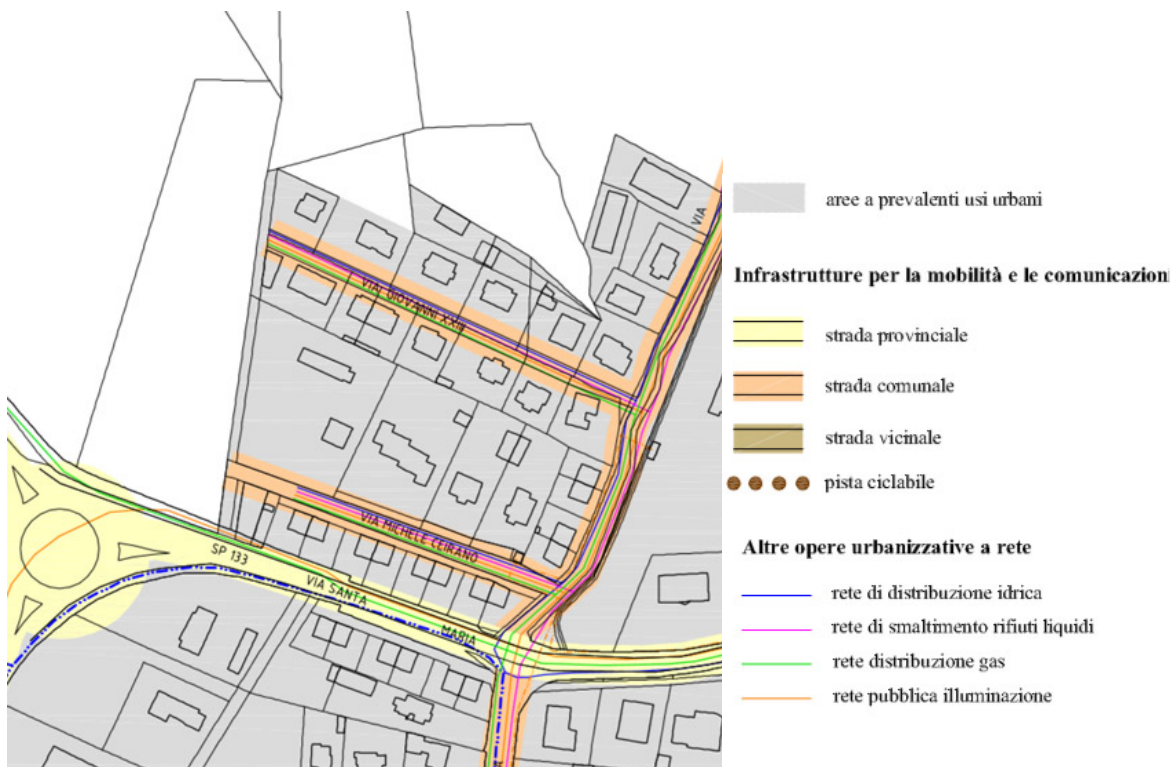 VIA
VIA GIOVANNI XXIII
VIA MICHELE CEIRANO
SP 133
VIA SANTA
MARIA
aree a prevalenti usi urbani
Infrastrutture per la mobilità e le comunicazioni
strada provinciale
strada comunale
strada vicinale
pista ciclabile
Altre opere urbanizzative a rete
rete di distribuzione idrica
rete di smaltimento rifiuti liquidi
rete distribuzione gas
rete pubblica illuminazione